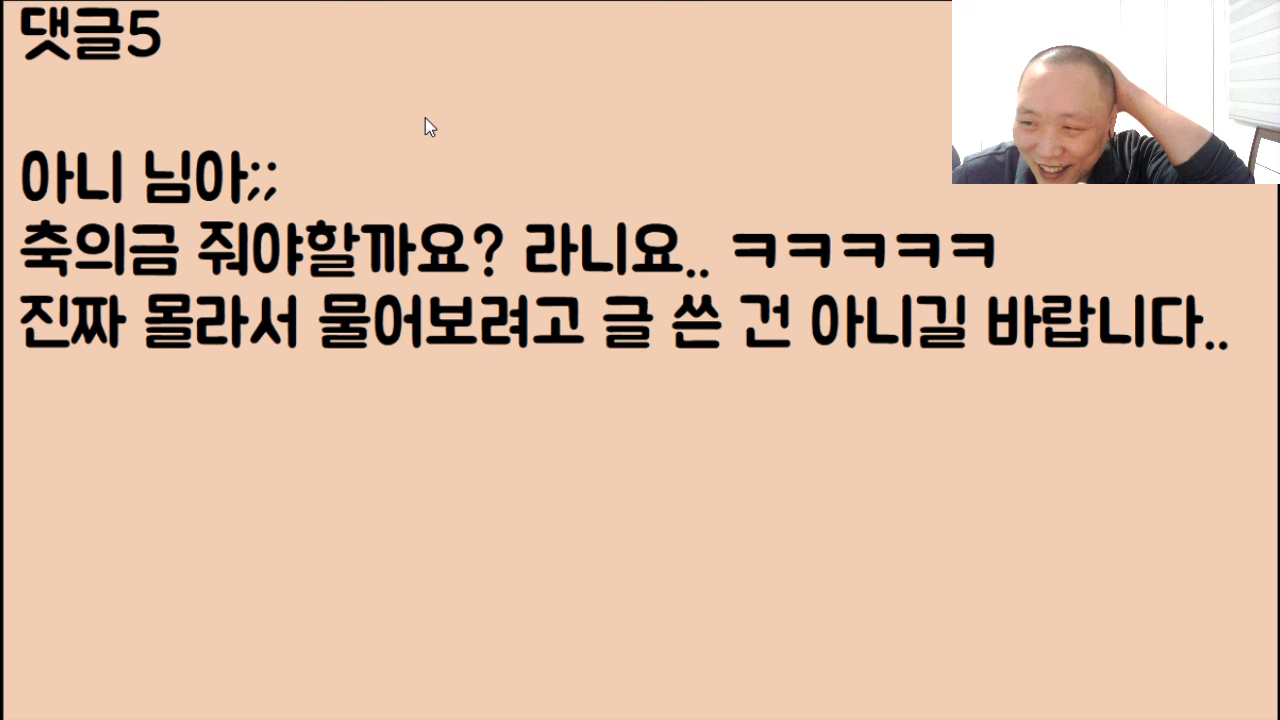 댓글5
아니 님아;;
축의금 줘야할까요? 라니요.. ㅋㅋㅋㅋㅋ
진짜 몰라서 물어보려고 글 쓴 건 아니길 바랍니다..